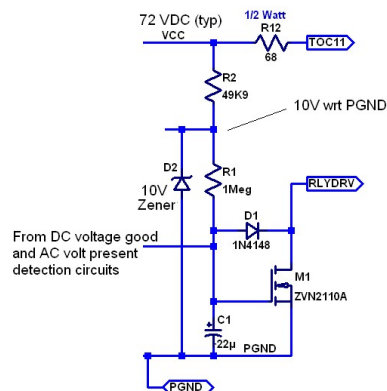 72 VDC (typ)
VCC
1/2 Watt
R12
68
TOC11
R2
49K9
10V wrt PGND
D2
10V
Zener
R1
1Meg
RLYDRV
D1
1N4148
From DC voltage good
and AC volt present
detection circuits
M1
ZVN2110A
C1
22µ
PGND
PGND